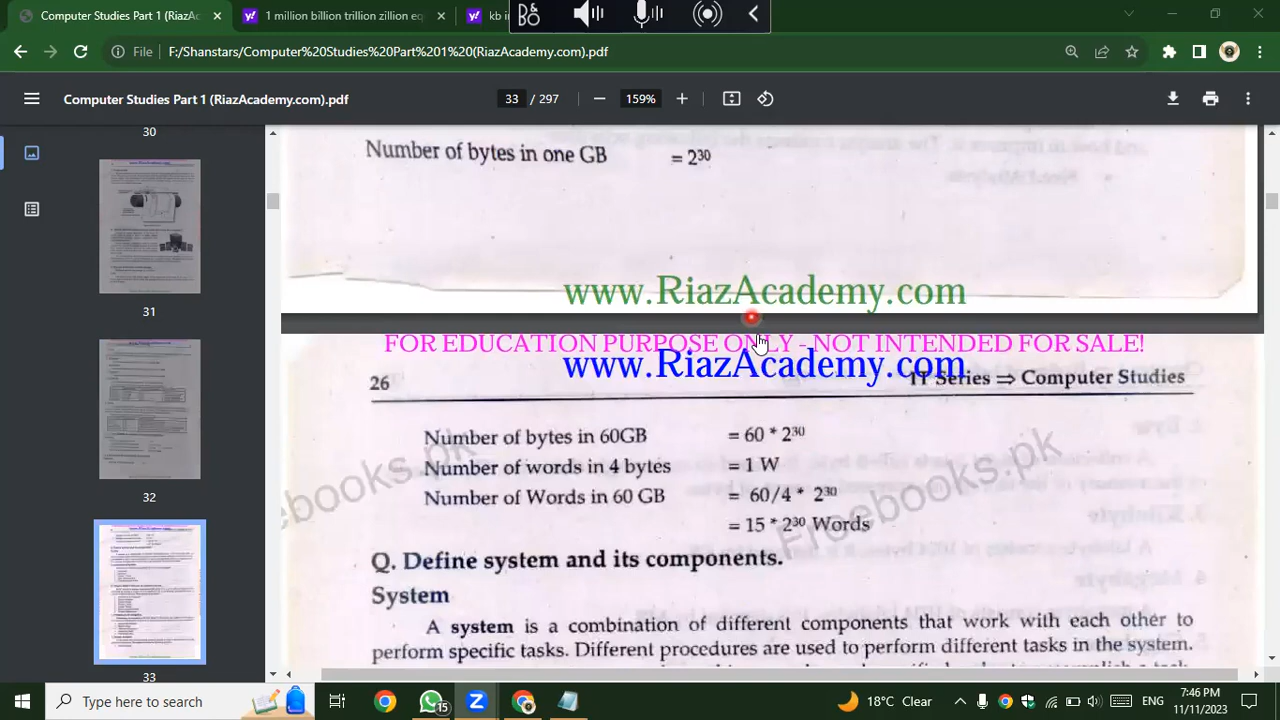 Computer Studies Part 1 (Riaz
1 million billion trillion zillion eq
kb i
File
F:/Shanstars/Computer%20Studies%20Part%201%20(RiazAcademy.com).pdf
Computer Studies Part 1 (RiazAcademy.com).pdf
33 / 297
159%
30
31
32
33
Number of bytes in one GB = 2³⁰
www.RiazAcademy.com
FOR EDUCATION PURPOSE ONLY - NOT INTENDED FOR SALE!
www.RiazAcademy.com
26 IT Series ⇒ Computer Studies
Number of bytes in 60GB = 60 * 2³⁰
Number of words in 4 bytes = 1 W
Number of Words in 60 GB = 60/4 * 2³⁰
= 15 * 2³⁰ Words
Q. Define system and its components.
System
A system is a combination of different components that work with each other to
perform specific tasks. Different procedures are used to perform different tasks in the system.
Type here to search
15
18°C Clear
ENG
7:46 PM
11/11/2023